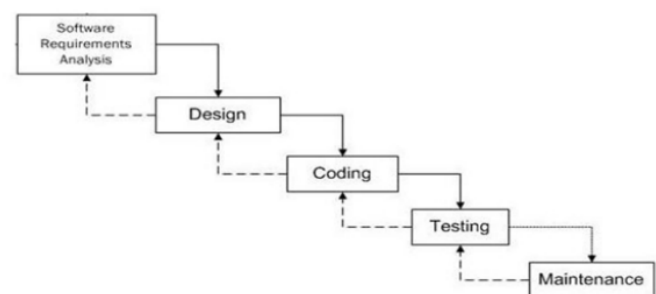 Software
Requirements
Analysis
Design
Coding
Testing
Maintenance